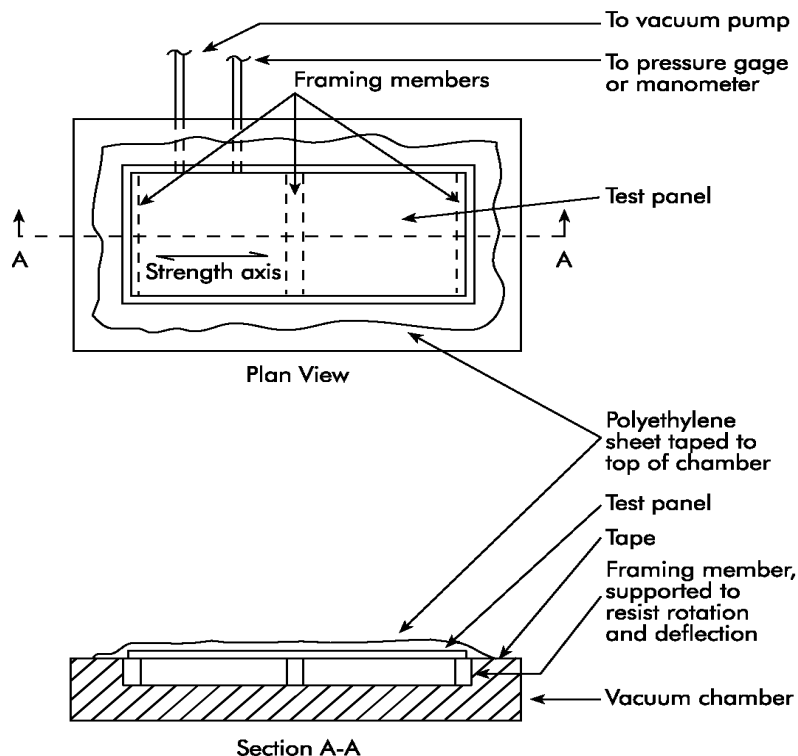 To vacuum pump
To pressure gage
or manometer
Framing members
Test panel
A
A
Strength axis
Plan View
Polyethylene
sheet taped to
top of chamber
Test panel
Tape
Framing member,
supported to
resist rotation
and deflection
Vacuum chamber
Section A-A